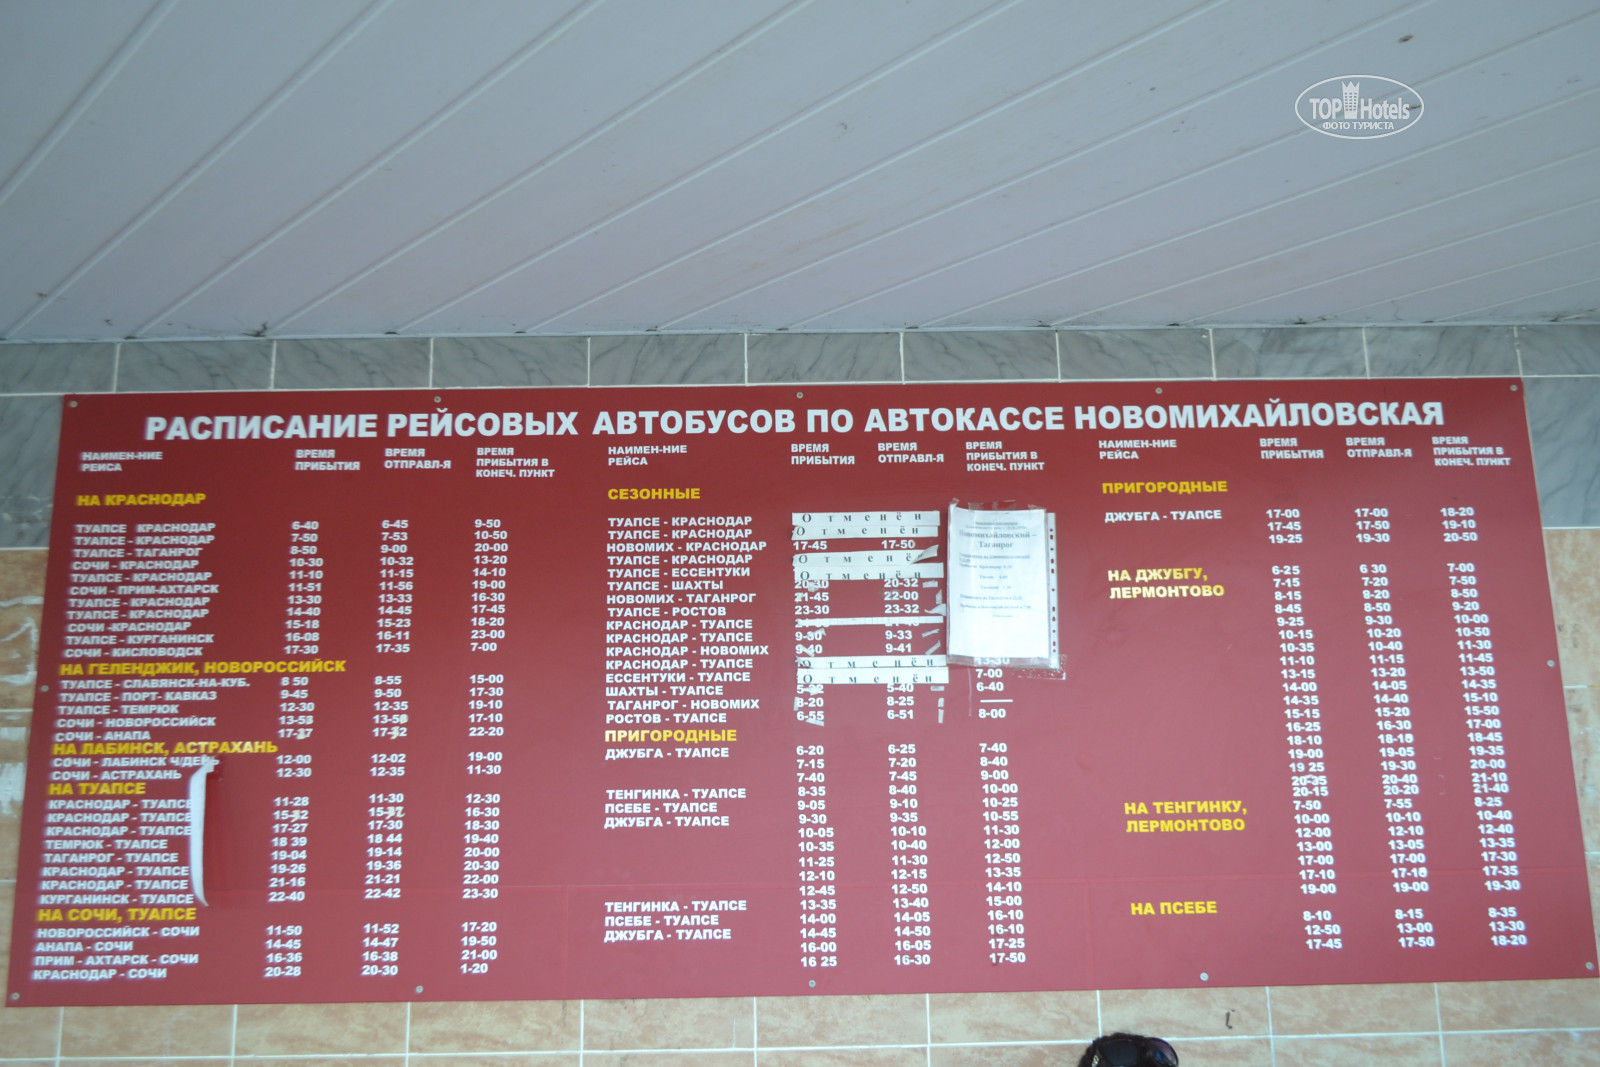 TOP Hotels
ФОТО ТУРИСТА
РАСПИСАНИЕ РЕЙСОВЫХ АВТОБУСОВ ПО АВТОКАССЕ НОВОМИХАЙЛОВСКАЯ
НАИМЕН-НИЕ РЕИСА ВРЕМЯ ПРИБЫТИЯ ВРЕМЯ ОТПРАВЛ-Я ВРЕМЯ ПРИБЫТИЯ В КОНЕЧ. ПУНКТ
НА КРАСНОДАР
ТУАПСЕ КРАСНОДАР 6-40 6-45 9-50
ТУАПСЕ - КРАСНОДАР 7-50 7-53 10-50
ТУАПСЕ - ТАГАНРОГ 8-50 9-00 20-00
СОЧИ - КРАСНОДАР 10-30 10-32 13-20
ТУАПСЕ - КРАСНОДАР 11-10 11-15 14-10
СОЧИ - ПРИМ-АХТАРСК 11-51 11-56 19-00
ТУАПСЕ - КРАСНОДАР 13-30 13-33 16-30
ТУАПСЕ - КРАСНОДАР 14-40 14-45 17-45
СОЧИ -КРАСНОДАР 15-18 15-23 18-20
ТУАПСЕ - КУРГАНИНСК 16-08 16-11 23-00
СОЧИ - КИСЛОВОДСК 17-30 17-35 7-00
НА ГЕЛЕНДЖИК, НОВОРОССИЙСК
ТУАПСЕ - СЛАВЯНСК-НА-КУБ. 8 50 8-55 15-00
ТУАПСЕ - ПОРТ- КАВКАЗ 9-45 9-50 17-30
ТУАПСЕ - ТЕМРЮК 12-30 12-35 19-10
СОЧИ - НОВОРОССИЙСК 13-53 13-58 17-10
СОЧИ - АНАПА 22-20
НА ЛАБИНСК, АСТРАХАНЬ
СОЧИ - ЛАБИНСК Ч/ДЕНЬ 12-00 12-02 19-00
СОЧИ - АСТРАХАНЬ 12-30 12-35 11-30
НА ТУАПСЕ
КРАСНОДАР - ТУАПСЕ 11-28 11-30 12-30
КРАСНОДАР - ТУАПСЕ 16-30
КРАСНОДАР - ТУАПСЕ 17-27 17-30 18-30
ТЕМРЮК - ТУАПСЕ 18 39 18 44 19-40
ТАГАНРОГ - ТУАПСЕ 19-04 19-14 20-00
КРАСНОДАР - ТУАПСЕ 19-26 19-36 20-30
КРАСНОДАР - ТУАПСЕ 21-16 21-21 22-00
КУРГАНИНСК - ТУАПСЕ 22-40 22-42 23-30
НА СОЧИ, ТУАПСЕ
НОВОРОССИЙСК - СОЧИ 11-50 11-52 17-20
АНАПА - СОЧИ 14-45 14-47 19-50
ПРИМ - АХТАРСК - СОЧИ 16-36 16-38 21-00
КРАСНОДАР - СОЧИ 20-28 20-30 1-20
НАИМЕН-НИЕ РЕЙСА ВРЕМЯ ПРИБЫТИЯ ВРЕМЯ ОТПРАВЛ-Я ВРЕМЯ ПРИБЫТИЯ В КОНЕЧ. ПУНКТ
СЕЗОННЫЕ
ТУАПСЕ - КРАСНОДАР Отменён
ТУАПСЕ - КРАСНОДАР Отменён
НОВОМИХ - КРАСНОДАР 17-45 17-50
ТУАПСЕ - КРАСНОДАР Отменён
ТУАПСЕ - ЕССЕНТУКИ Отменён
ТУАПСЕ - ШАХТЫ 20-30 20-32
НОВОМИХ - ТАГАНРОГ 21-45 22-00
ТУАПСЕ - РОСТОВ 23-30 23-32
КРАСНОДАР - ТУАПСЕ
КРАСНОДАР - ТУАПСЕ 9-30 9-33
КРАСНОДАР - НОВОМИХ 9-40 9-41
КРАСНОДАР - ТУАПСЕ Отменён 13-30
ЕССЕНТУКИ - ТУАПСЕ Отменён 7-00
ШАХТЫ - ТУАПСЕ 5-40 6-40
ТАГАНРОГ - НОВОМИХ 8-20 8-25 —
РОСТОВ - ТУАПСЕ 6-55 6-51 8-00
Новомихайловский –
Таганрог
ПРИГОРОДНЫЕ
ДЖУБГА - ТУАПСЕ 6-20 6-25 7-40
7-15 7-20 8-40
7-40 7-45 9-00
ТЕНГИНКА - ТУАПСЕ 8-35 8-40 10-00
ПСЕБЕ - ТУАПСЕ 9-05 9-10 10-25
ДЖУБГА - ТУАПСЕ 9-30 9-35 10-55
10-05 10-10 11-30
10-35 10-40 12-00
11-25 11-30 12-50
12-10 12-15 13-35
12-45 12-50 14-10
ТЕНГИНКА - ТУАПСЕ 13-35 13-40 15-00
ПСЕБЕ - ТУАПСЕ 14-00 14-05 16-10
ДЖУБГА - ТУАПСЕ 14-45 14-50 16-10
16-00 16-05 17-25
16 25 16-30 17-50
НАИМЕН-НИЕ РЕЙСА ВРЕМЯ ПРИБЫТИЯ ВРЕМЯ ОТПРАВЛ-Я ВРЕМЯ ПРИБЫТИЯ В КОНЕЧ. ПУНКТ
ПРИГОРОДНЫЕ
ДЖУБГА - ТУАПСЕ 17-00 17-00 18-20
17-45 17-50 19-10
19-25 19-30 20-50
НА ДЖУБГУ, ЛЕРМОНТОВО
6-25 6 30 7-00
7-15 7-20 7-50
8-15 8-20 8-50
8-45 8-50 9-20
9-25 9-30 10-00
10-15 10-20 10-50
10-35 10-40 11-30
11-10 11-15 11-45
13-15 13-20 13-50
14-00 14-05 14-35
14-35 14-40 15-10
15-15 15-20 15-50
16-25 16-30 17-00
18-10 18-18 18-45
19-00 19-05 19-35
19 25 19-30 20-00
20-35 20-40 21-10
20-15 20-20 21-40
НА ТЕНГИНКУ, ЛЕРМОНТОВО
7-50 7-55 8-25
10-00 10-10 10-40
12-00 12-10 12-40
13-00 13-05 13-35
17-00 17-00 17-30
17-10 17-18 17-35
19-00 19-00 19-30
НА ПСЕБЕ
8-10 8-15 8-35
12-50 13-00 13-30
17-45 17-50 18-20